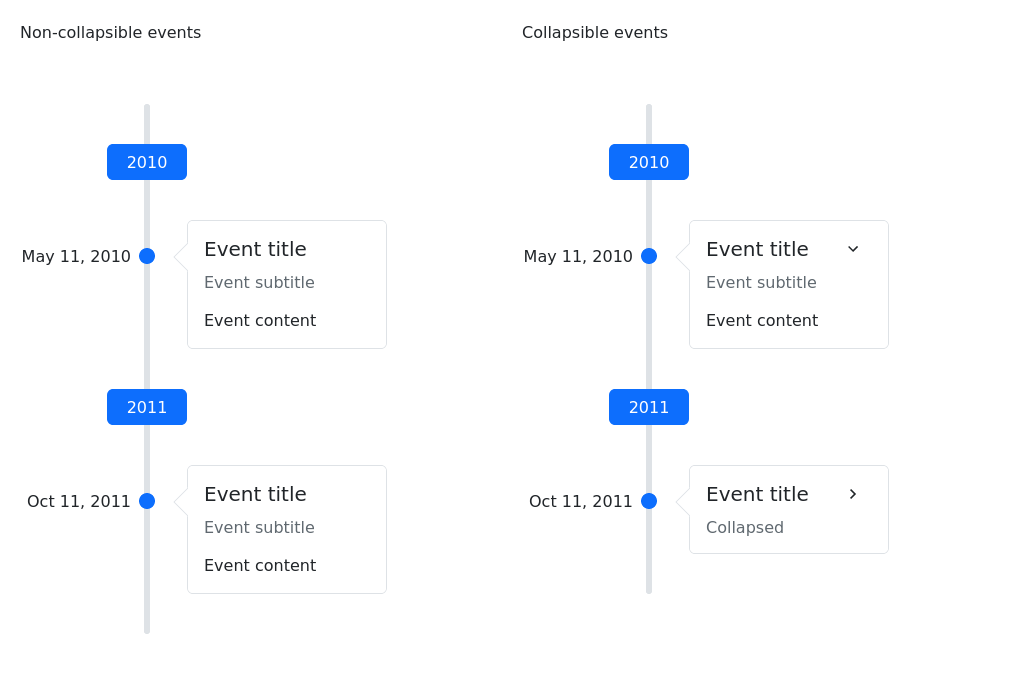 Non-collapsible events
2010
May 11, 2010
Event title
Event subtitle
Event content
2011
Oct 11, 2011
Event title
Event subtitle
Event content
Collapsible events
2010
May 11, 2010
Event title
Event subtitle
Event content
2011
Oct 11, 2011
Event title
Collapsed